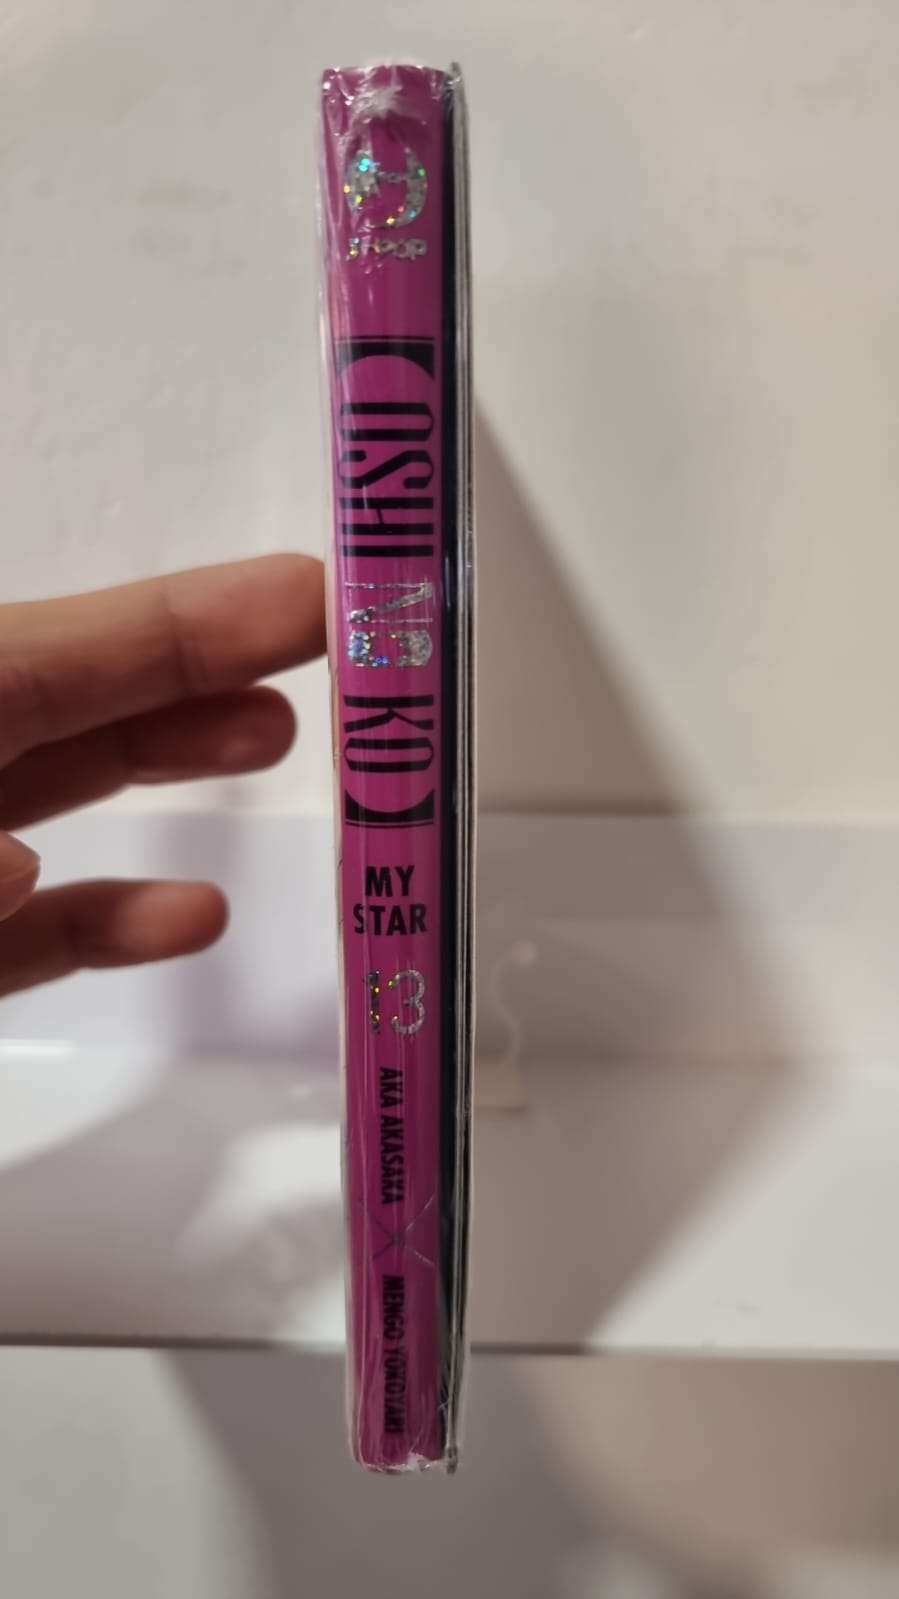 J-POP
【OSHI NO KO】
MY
STAR
13
AKA AKASAKA × MENGO YOKOYARI